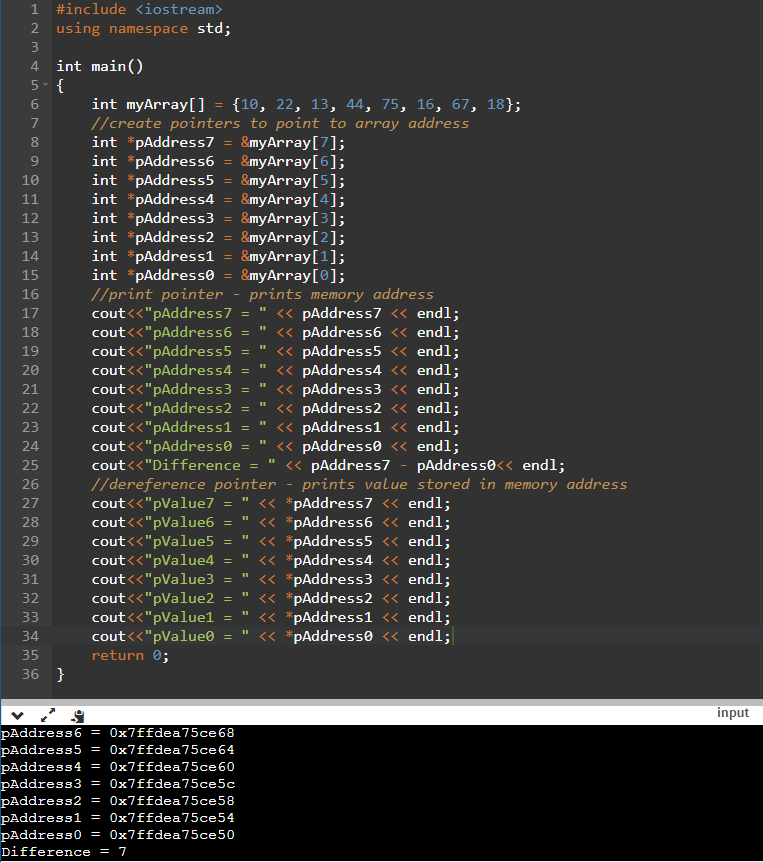 1 #include <iostream>
2 using namespace std;
3
4 int main()
5 {
6 int myArray[] = {10, 22, 13, 44, 75, 16, 67, 18};
7 //create pointers to point to array address
8 int *pAddress7 = &myArray[7];
9 int *pAddress6 = &myArray[6];
10 int *pAddress5 = &myArray[5];
11 int *pAddress4 = &myArray[4];
12 int *pAddress3 = &myArray[3];
13 int *pAddress2 = &myArray[2];
14 int *pAddress1 = &myArray[1];
15 int *pAddress0 = &myArray[0];
16 //print pointer - prints memory address
17 cout<<"pAddress7 = " << pAddress7 << endl;
18 cout<<"pAddress6 = " << pAddress6 << endl;
19 cout<<"pAddress5 = " << pAddress5 << endl;
20 cout<<"pAddress4 = " << pAddress4 << endl;
21 cout<<"pAddress3 = " << pAddress3 << endl;
22 cout<<"pAddress2 = " << pAddress2 << endl;
23 cout<<"pAddress1 = " << pAddress1 << endl;
24 cout<<"pAddress0 = " << pAddress0 << endl;
25 cout<<"Difference = " << pAddress7 - pAddress0<< endl;
26 //dereference pointer - prints value stored in memory address
27 cout<<"pValue7 = " << *pAddress7 << endl;
28 cout<<"pValue6 = " << *pAddress6 << endl;
29 cout<<"pValue5 = " << *pAddress5 << endl;
30 cout<<"pValue4 = " << *pAddress4 << endl;
31 cout<<"pValue3 = " << *pAddress3 << endl;
32 cout<<"pValue2 = " << *pAddress2 << endl;
33 cout<<"pValue1 = " << *pAddress1 << endl;
34 cout<<"pValue0 = " << *pAddress0 << endl;
35 return 0;
36 }
input
pAddress6 = 0x7ffdea75ce68
pAddress5 = 0x7ffdea75ce64
pAddress4 = 0x7ffdea75ce60
pAddress3 = 0x7ffdea75ce5c
pAddress2 = 0x7ffdea75ce58
pAddress1 = 0x7ffdea75ce54
pAddress0 = 0x7ffdea75ce50
Difference = 7